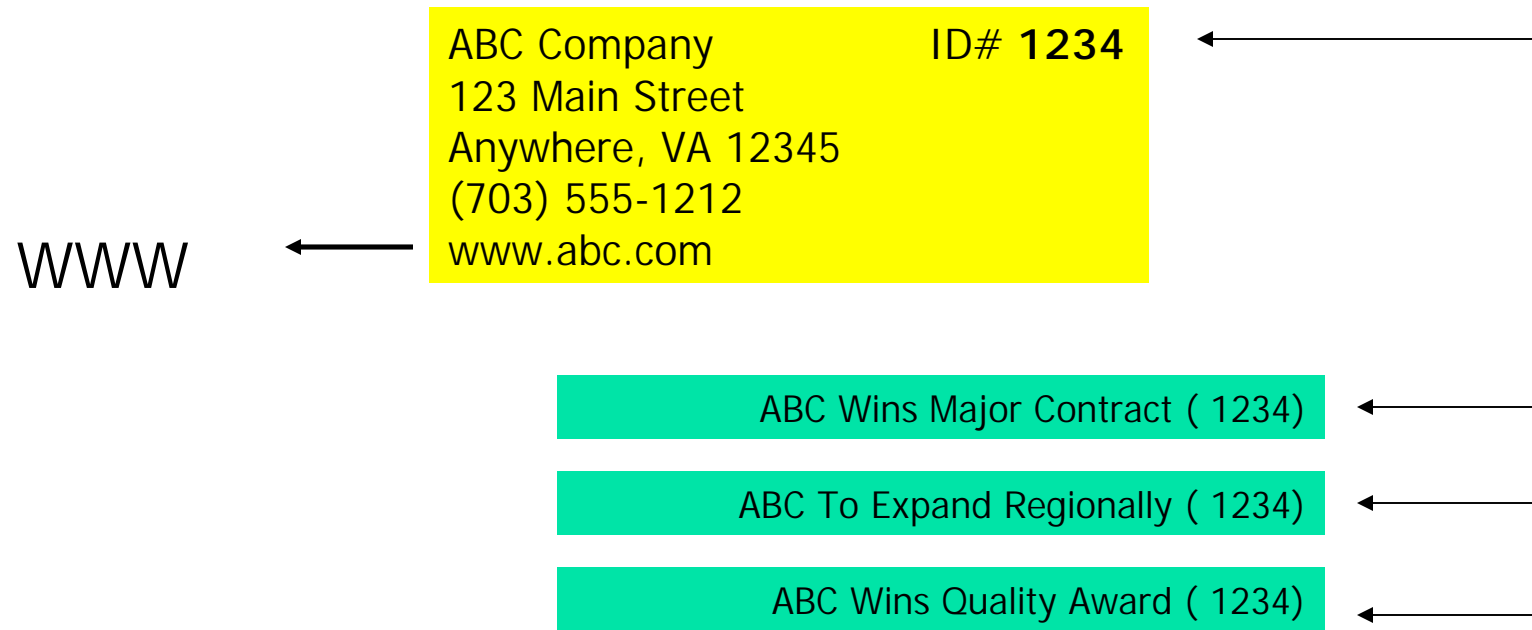 ABC Company ID# 1234
123 Main Street
Anywhere, VA 12345
(703) 555-1212
www.abc.com
WWW
ABC Wins Major Contract ( 1234)
ABC To Expand Regionally ( 1234)
ABC Wins Quality Award ( 1234)